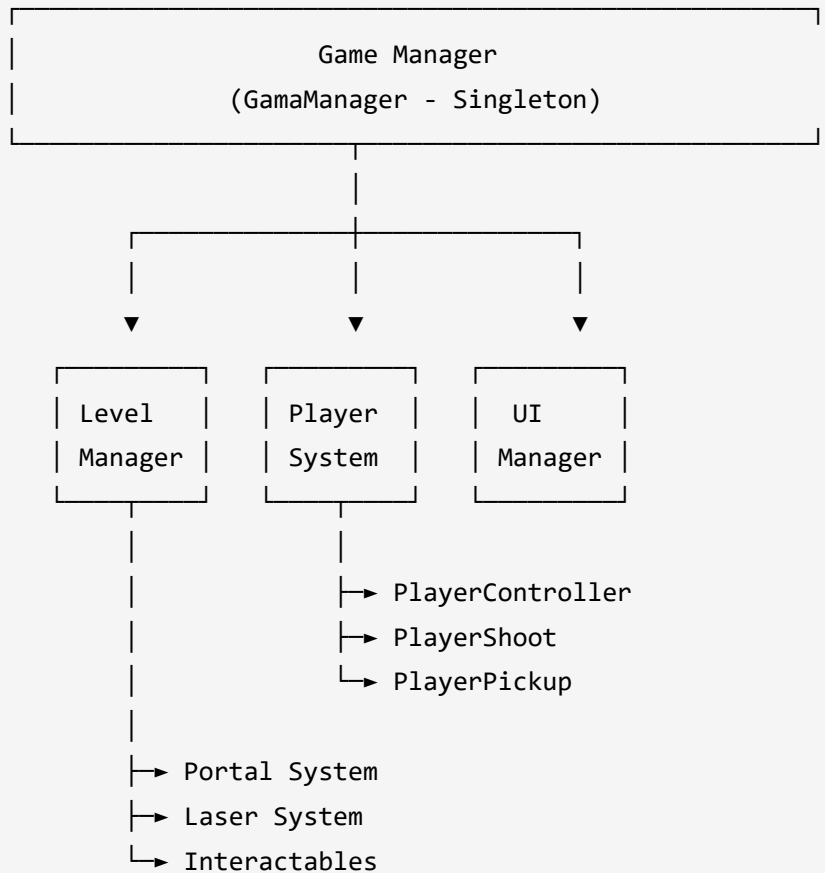 Game Manager
(GamaManager - Singleton)
Level Player UI
Manager System Manager
PlayerController
PlayerShoot
PlayerPickup
Portal System
Laser System
Interactables